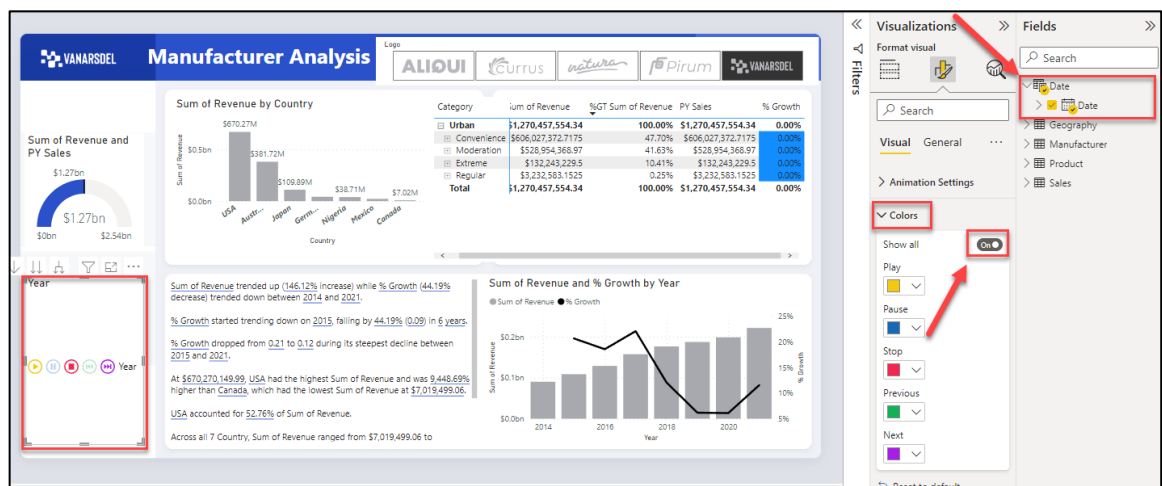 VANARSDEL
Manufacturer Analysis
Logo
ALIQUI
Currus
natura
Pirum
VANARSDEL
Sum of Revenue and
PY Sales
$1.27bn
$1.27bn
$0bn
$2.54bn
Sum of Revenue by Country
Sum of Revenue
$0.5bn
$0.0bn
$670.27M
$381.72M
$109.89M
$38.71M
$7.02M
USA
Austr...
Japan
Germ...
Nigeria
Mexico
Canada
Country
Category Sum of Revenue %GT Sum of Revenue PY Sales % Growth
Urban $1,270,457,554.34 100.00% $1,270,457,554.34 0.00%
Convenience $606,027,372.7175 47.70% $606,027,372.7175 0.00%
Moderation $528,954,368.97 41.63% $528,954,368.97 0.00%
Extreme $132,243,229.5 10.41% $132,243,229.5 0.00%
Regular $3,232,583.1525 0.25% $3,232,583.1525 0.00%
Total $1,270,457,554.34 100.00% $1,270,457,554.34 0.00%
Year
Year
Sum of Revenue trended up (146.12% increase) while % Growth (44.19%
decrease) trended down between 2014 and 2021.
% Growth started trending down on 2015, falling by 44.19% (0.09) in 6 years.
% Growth dropped from 0.21 to 0.12 during its steepest decline between
2015 and 2021.
At $670,270,149.99, USA had the highest Sum of Revenue and was 9,448.69%
higher than Canada, which had the lowest Sum of Revenue at $7,019,499.06.
USA accounted for 52.76% of Sum of Revenue.
Across all 7 Country, Sum of Revenue ranged from $7,019,499.06 to
Sum of Revenue and % Growth by Year
Sum of Revenue % Growth
Sum of Revenue
$0.2bn
$0.1bn
$0.0bn
25%
20%
15%
10%
5%
% Growth
2014 2016 2018 2020
Year
Filters
Visualizations
Format visual
Search
Visual General ...
Animation Settings
Colors
Show all On
Play
Pause
Stop
Previous
Next
Reset to default
Fields
Search
Date
Date
Geography
Manufacturer
Product
Sales